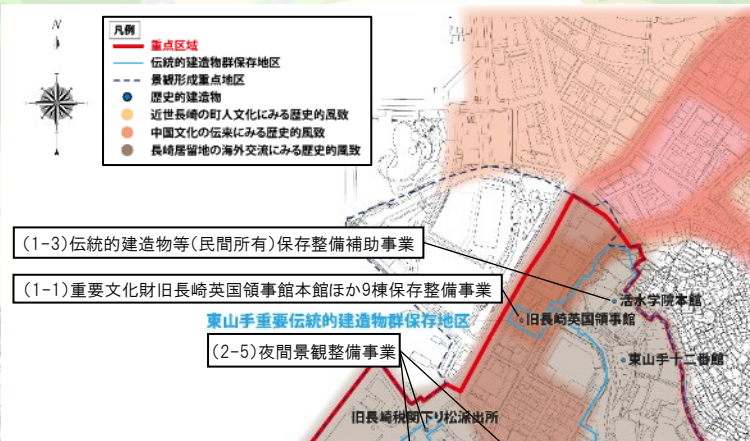 N
凡例
重点区域
伝統的建造物群保存地区
景観形成重点地区
歴史的建造物
近世長崎の町人文化にみる歴史的風致
中国文化の伝来にみる歴史的風致
長崎居留地の海外交流にみる歴史的風致
(1-3)伝統的建造物等(民間所有)保存整備補助事業
(1-1)重要文化財旧長崎英国領事館本館ほか9棟保存整備事業
活水学院本館
東山手重要伝統的建造物群保存地区
旧長崎英国領事館
(2-5)夜間景観整備事業
東山手十二番館
旧長崎税関下り松派出所